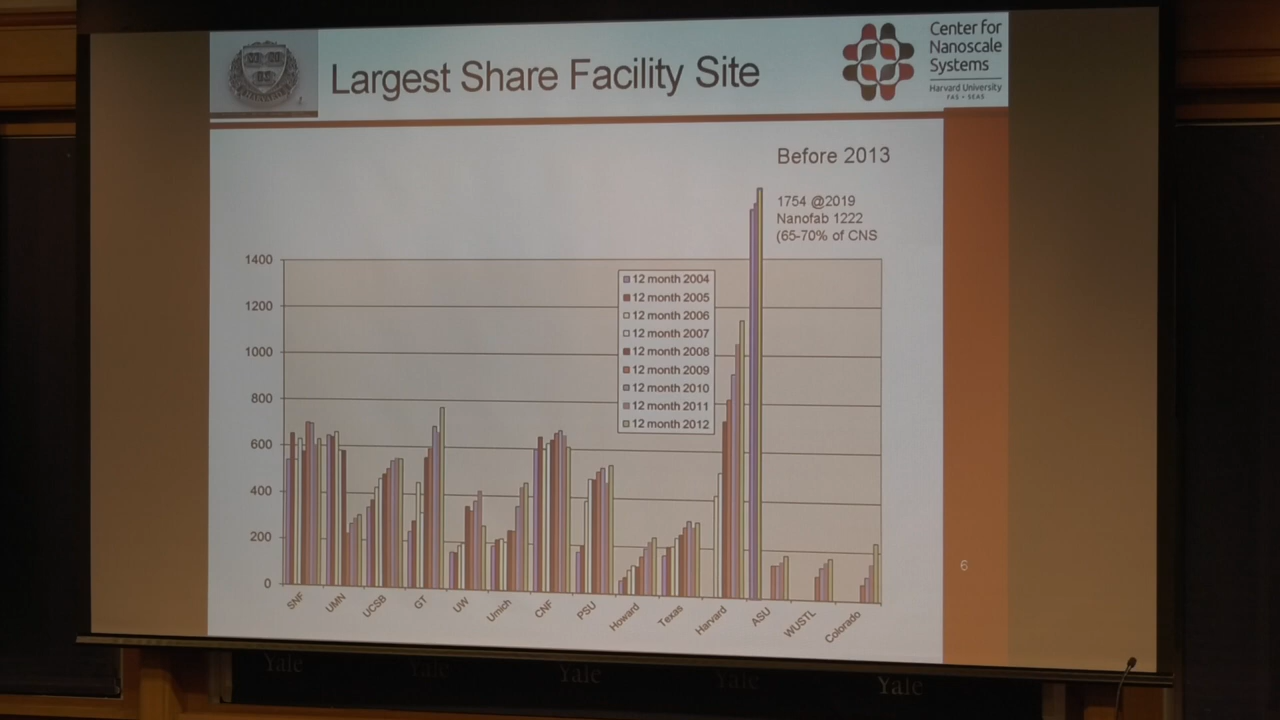 Largest Share Facility Site
Center for
Nanoscale
Systems
Harvard University
FAS - SEAS
Before 2013
1754 @2019
Nanofab 1222
(65-70% of CNS
1400
1200
1000
800
600
400
200
0
12 month 2004
12 month 2005
12 month 2006
12 month 2007
12 month 2008
12 month 2009
12 month 2010
12 month 2011
12 month 2012
SNF
UMN
UCSB
GT
UW
Umich
CNF
PSU
Howard
Texas
Harvard
ASU
WUSTL
Colorado
6
Yale
Yale
Yale
Yale
Yale